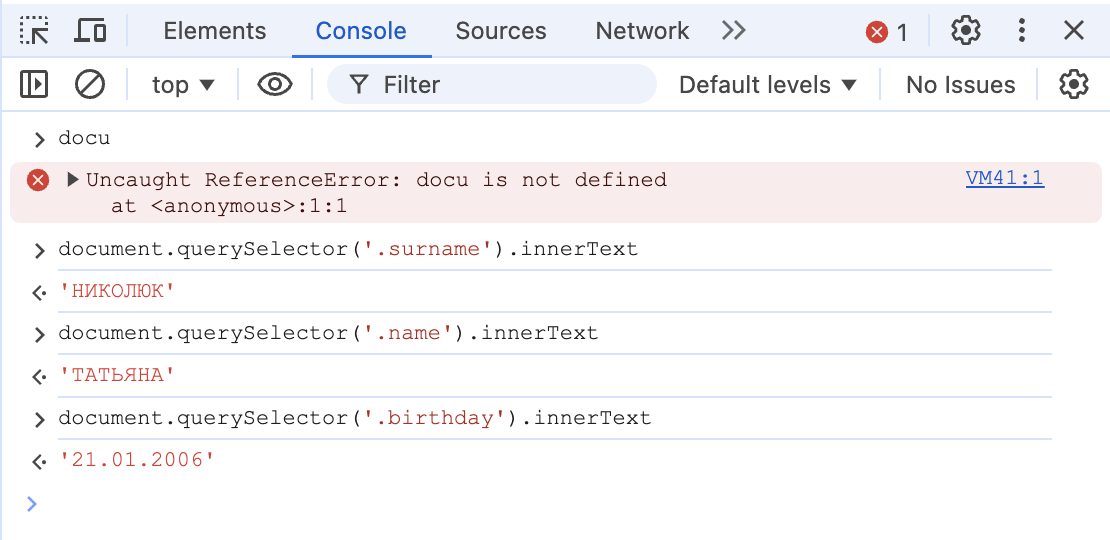 Elements Console Sources Network 1
top Filter Default levels No Issues
docu
Uncaught ReferenceError: docu is not defined VM41:1
at <anonymous>:1:1
document.querySelector('.surname').innerText
'НИКОЛЮК'
document.querySelector('.name').innerText
'ТАТЬЯНА'
document.querySelector('.birthday').innerText
'21.01.2006'